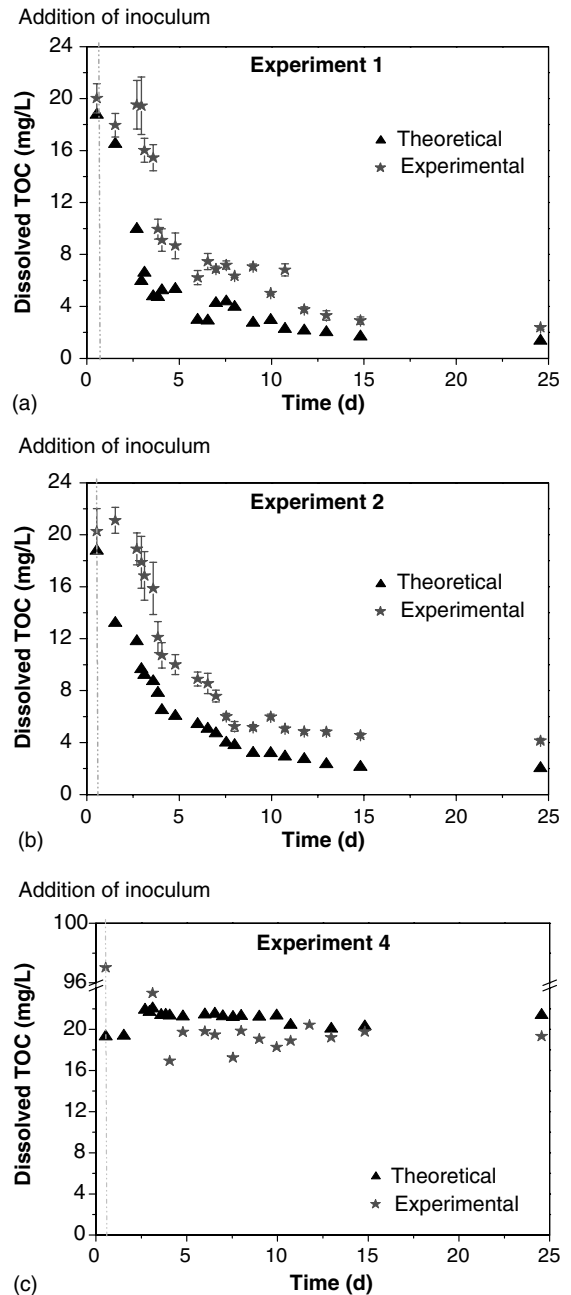 Addition of inoculum
Experiment 1
Theoretical
Experimental
Dissolved TOC (mg/L)
24
20
16
12
8
4
0
0 5 10 15 20 25
Time (d)
(a)
Addition of inoculum
Experiment 2
Theoretical
Experimental
Dissolved TOC (mg/L)
24
20
16
12
8
4
0
0 5 10 15 20 25
Time (d)
(b)
Addition of inoculum
Experiment 4
Dissolved TOC (mg/L)
100
96
20
16
12
8
4
0
Theoretical
Experimental
0 5 10 15 20 25
Time (d)
(c)